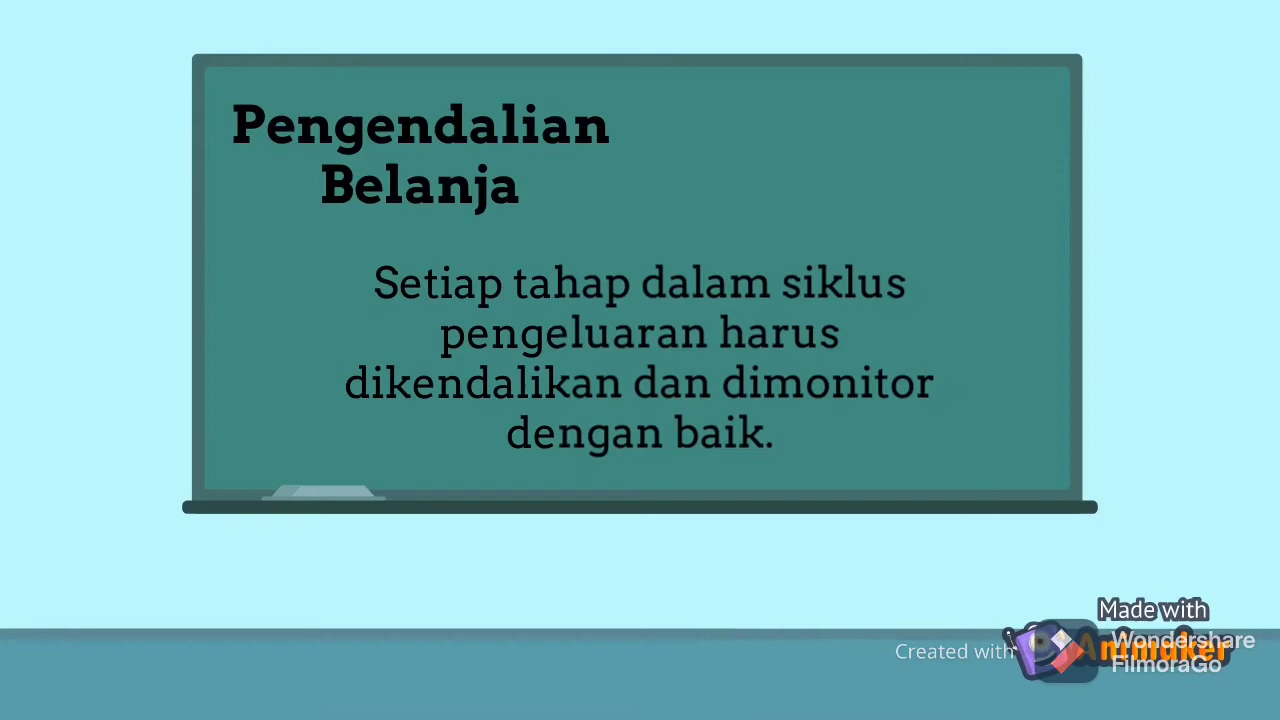 Pengendalian
Belanja
Setiap tahap dalam siklus
pengeluaran harus
dikendalikan dan dimonitor
dengan baik.
Made with
Wondershare
FilmoraGo
Created with Animaker